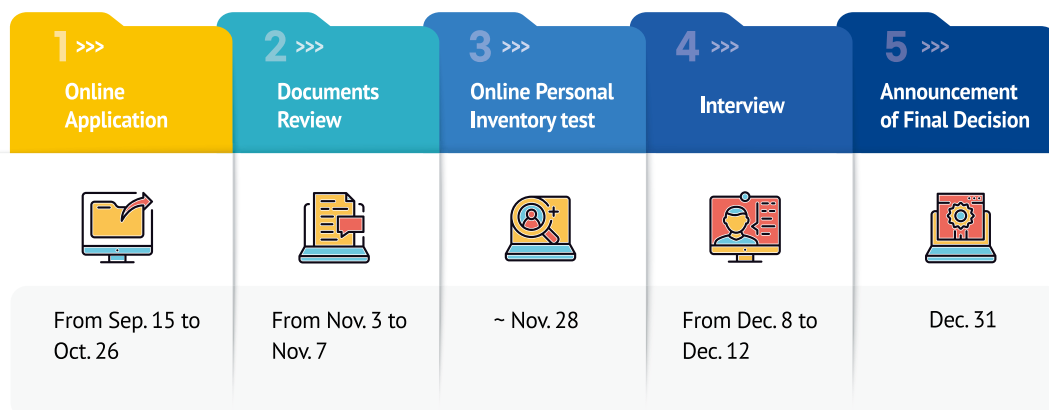 1 >>>
Online
Application
2 >>>
Documents
Review
3 >>>
Online Personal
Inventory test
4 >>>
Interview
5 >>>
Announcement
of Final Decision
From Sep. 15 to
Oct. 26
From Nov. 3 to
Nov. 7
~ Nov. 28
From Dec. 8 to
Dec. 12
Dec. 31